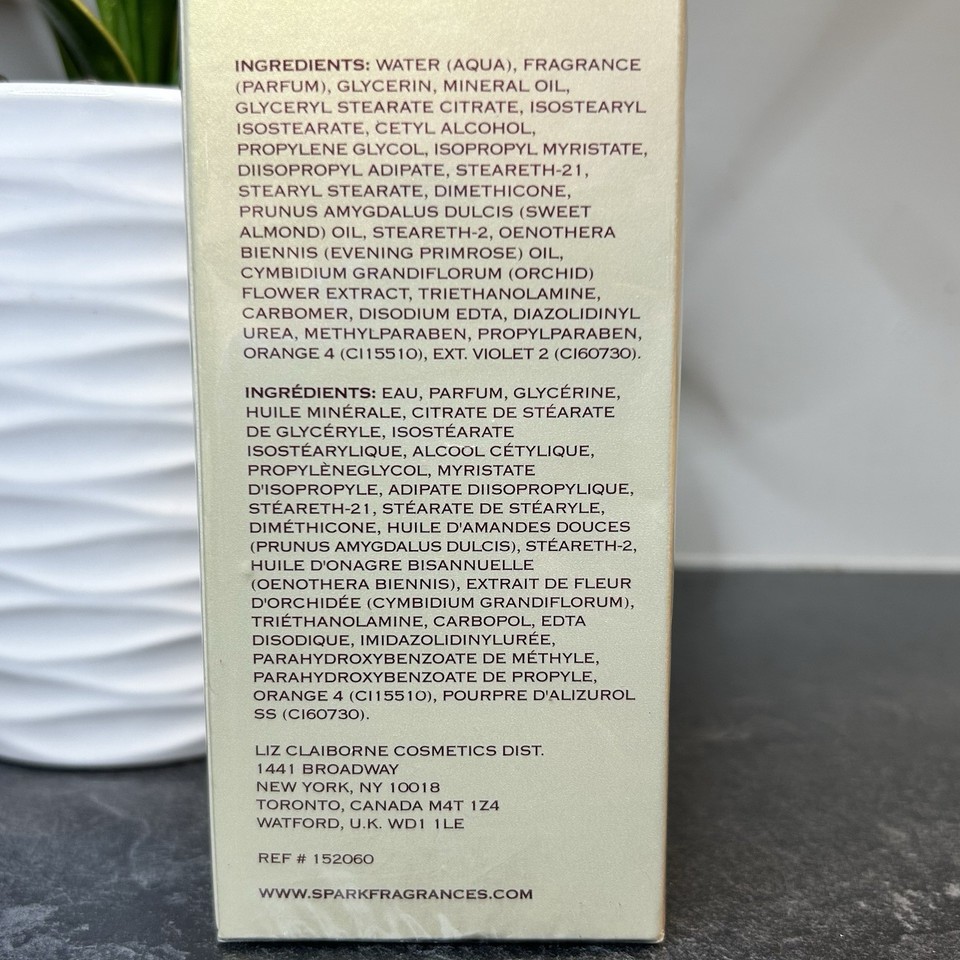 INGREDIENTS: WATER (AQUA), FRAGRANCE
(PARFUM), GLYCERIN, MINERAL OIL,
GLYCERYL STEARATE CITRATE, ISOSTEARYL
ISOSTEARATE, CETYL ALCOHOL,
PROPYLENE GLYCOL, ISOPROPYL MYRISTATE,
DIISOPROPYL ADIPATE, STEARETH-21,
STEARYL STEARATE, DIMETHICONE,
PRUNUS AMYGDALUS DULCIS (SWEET
ALMOND) OIL, STEARETH-2, OENOTHERA
BIENNIS (EVENING PRIMROSE) OIL,
CYMBIDIUM GRANDIFLORUM (ORCHID)
FLOWER EXTRACT, TRIETHANOLAMINE,
CARBOMER, DISODIUM EDTA, DIAZOLIDINYL
UREA, METHYLPARABEN, PROPYLPARABEN,
ORANGE 4 (CI15510), EXT. VIOLET 2 (CI60730).
INGRÉDIENTS: EAU, PARFUM, GLYCÉRINE,
HUILE MINÉRALE, CITRATE DE STÉARATE
DE GLYCÉRYLE, ISOSTÉARATE
ISOSTÉARYLIQUE, ALCOOL CÉTYLIQUE,
PROPYLÈNEGLYCOL, MYRISTATE
D'ISOPROPYLE, ADIPATE DIISOPROPYLIQUE,
STÉARETH-21, STÉARATE DE STÉARYLE,
DIMÉTHICONE, HUILE D'AMANDES DOUCES
(PRUNUS AMYGDALUS DULCIS), STÉARETH-2,
HUILE D'ONAGRE BISANNUELLE
(OENOTHERA BIENNIS), EXTRAIT DE FLEUR
D'ORCHIDÉE (CYMBIDIUM GRANDIFLORUM),
TRIÉTHANOLAMINE, CARBOPOL, EDTA
DISODIQUE, IMIDAZOLIDINYLURÉE,
PARAHYDROXYBENZOATE DE MÉTHYLE,
PARAHYDROXYBENZOATE DE PROPYLE,
ORANGE 4 (CI15510), POURPRE D'ALIZUROL
SS (CI60730).
LIZ CLAIBORNE COSMETICS DIST.
1441 BROADWAY
NEW YORK, NY 10018
TORONTO, CANADA M4T 1Z4
WATFORD, U.K. WD1 1LE
REF # 152060
WWW.SPARKFRAGRANCES.COM